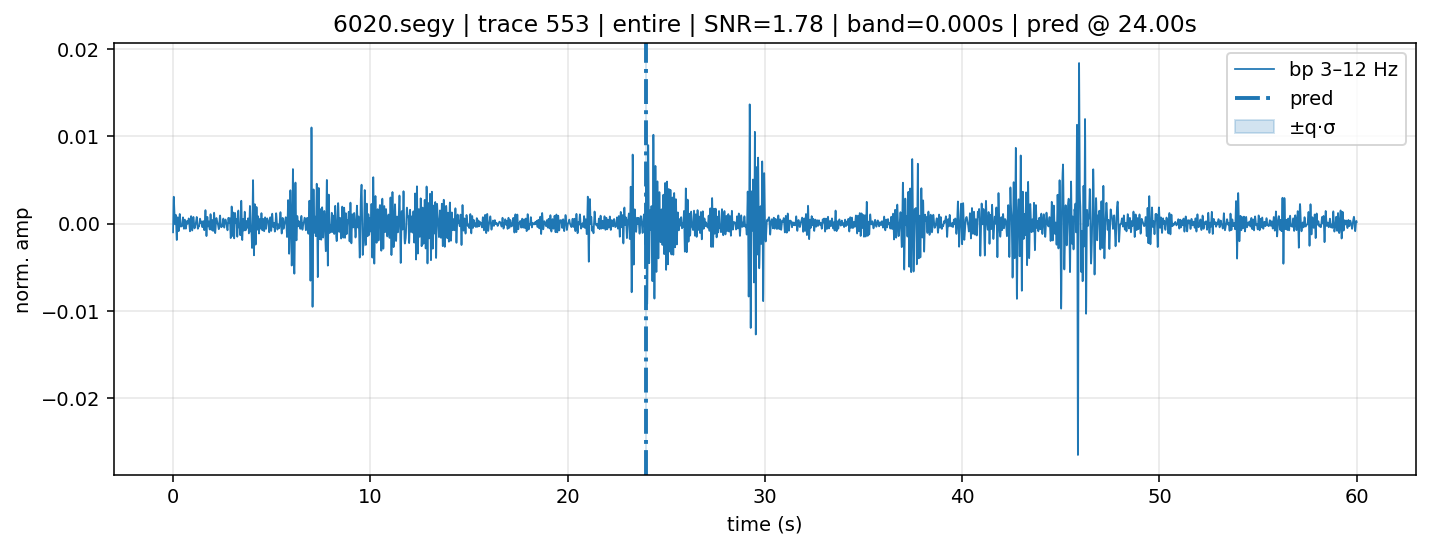 6020.segy | trace 553 | entire | SNR=1.78 | band=0.000s | pred @ 24.00s
norm. amp
0.02
0.01
0.00
−0.01
−0.02
bp 3–12 Hz
pred
±q·σ
0
10
20
30
40
50
60
time (s)